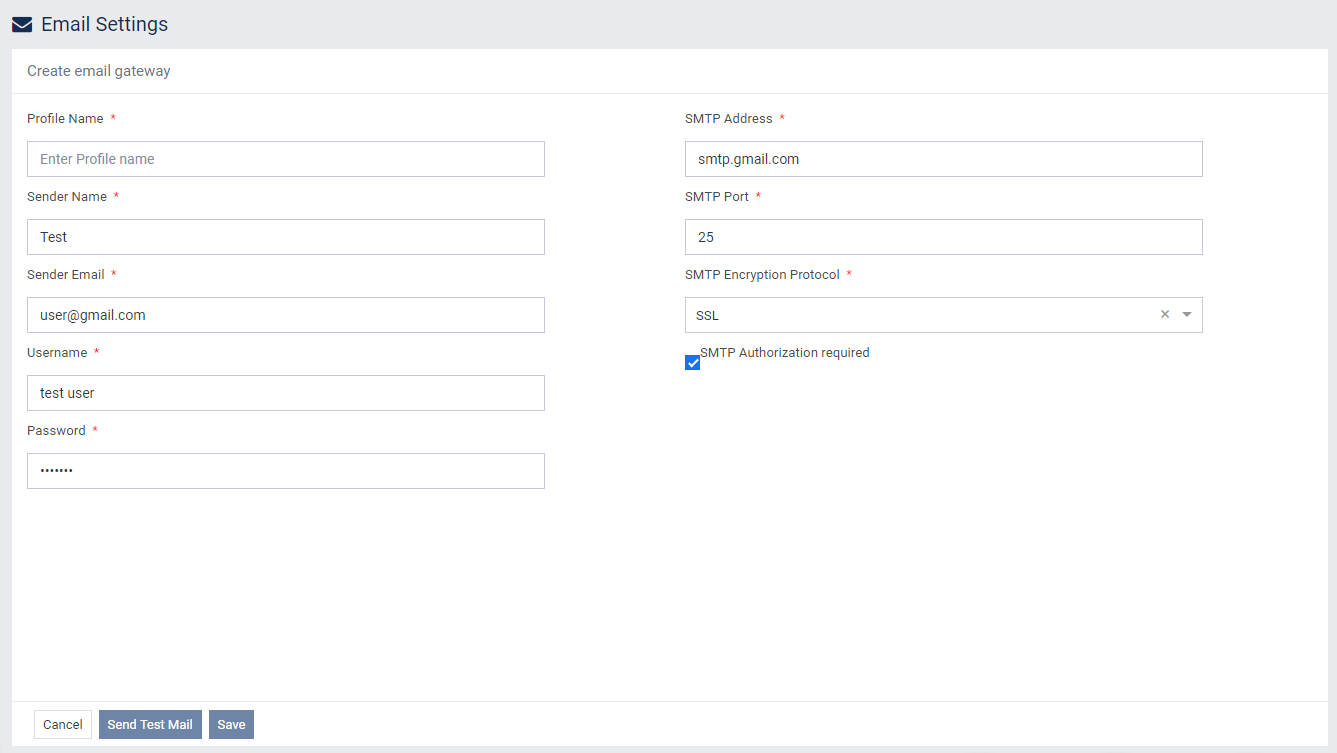 Email Settings
Create email gateway
Profile Name *
Enter Profile name
Sender Name *
Test
Sender Email *
user@gmail.com
Username *
test user
Password *
•••••••
SMTP Address *
smtp.gmail.com
SMTP Port *
25
SMTP Encryption Protocol *
SSL
SMTP Authorization required
Cancel
Send Test Mail
Save